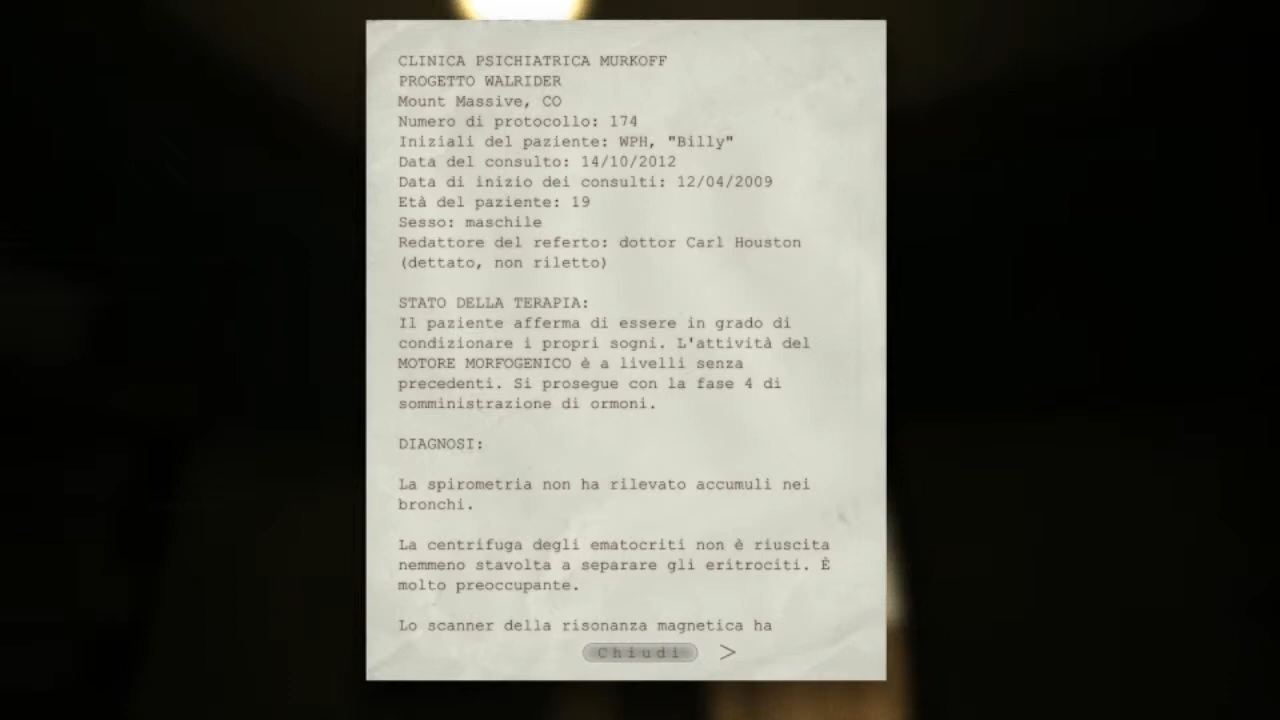 CLINICA PSICHIATRICA MURKOFF
PROGETTO WALRIDER
Mount Massive, CO
Numero di protocollo: 174
Iniziali del paziente: WPH, "Billy"
Data del consulto: 14/10/2012
Data di inizio dei consulti: 12/04/2009
Età del paziente: 19
Sesso: maschile
Redattore del referto: dottor Carl Houston
(dettato, non riletto)
STATO DELLA TERAPIA:
Il paziente afferma di essere in grado di
condizionare i propri sogni. L'attività del
MOTORE MORFOGENICO è a livelli senza
precedenti. Si prosegue con la fase 4 di
somministrazione di ormoni.
DIAGNOSI:
La spirometria non ha rilevato accumuli nei
bronchi.
La centrifuga degli ematocriti non è riuscita
nemmeno stavolta a separare gli eritrociti. È
molto preoccupante.
Lo scanner della risonanza magnetica ha
Chiudi >